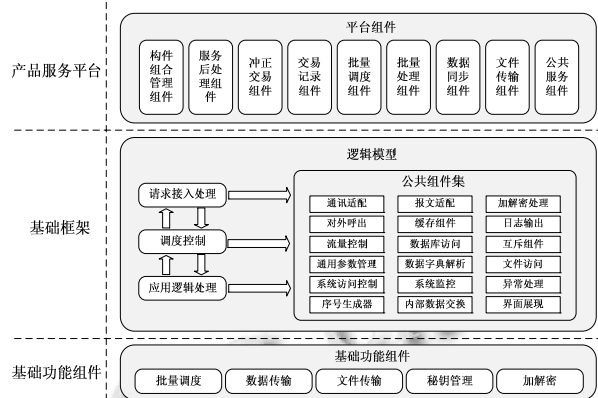 产品服务平台
平台组件
构件
组合
管理
组件
服务
后处
理组
件
冲正
交易
组件
交易
记录
组件
批量
调度
组件
批量
处理
组件
数据
同步
组件
文件
传输
组件
公共
服务
组件
基础框架
逻辑模型
请求接入处理
调度控制
应用逻辑处理
公共组件集
通讯适配
报文适配
加解密处理
对外呼出
缓存组件
日志输出
流量控制
数据库访问
互斥组件
通用参数管理
数据字典解析
文件访问
系统访问控制
系统监控
异常处理
序号生成器
内部数据交换
界面展现
基础功能组件
基础功能组件
批量调度
数据传输
文件传输
秘钥管理
加解密